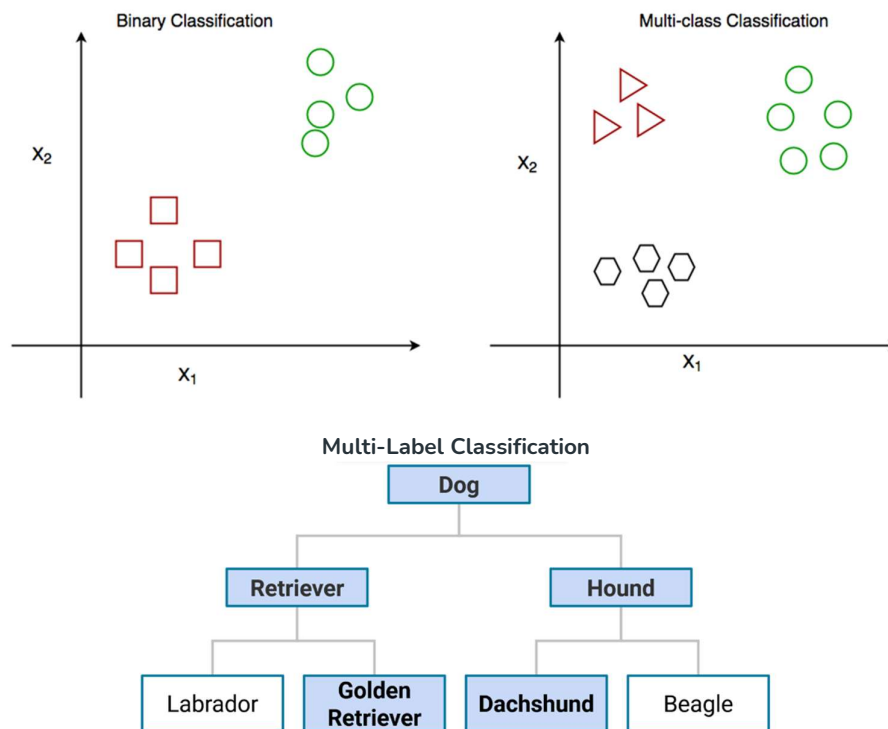 Binary Classification
X2
X1
Multi-class Classification
X2
X1
Multi-Label Classification
Dog
Retriever
Hound
Labrador
Golden
Retriever
Dachshund
Beagle